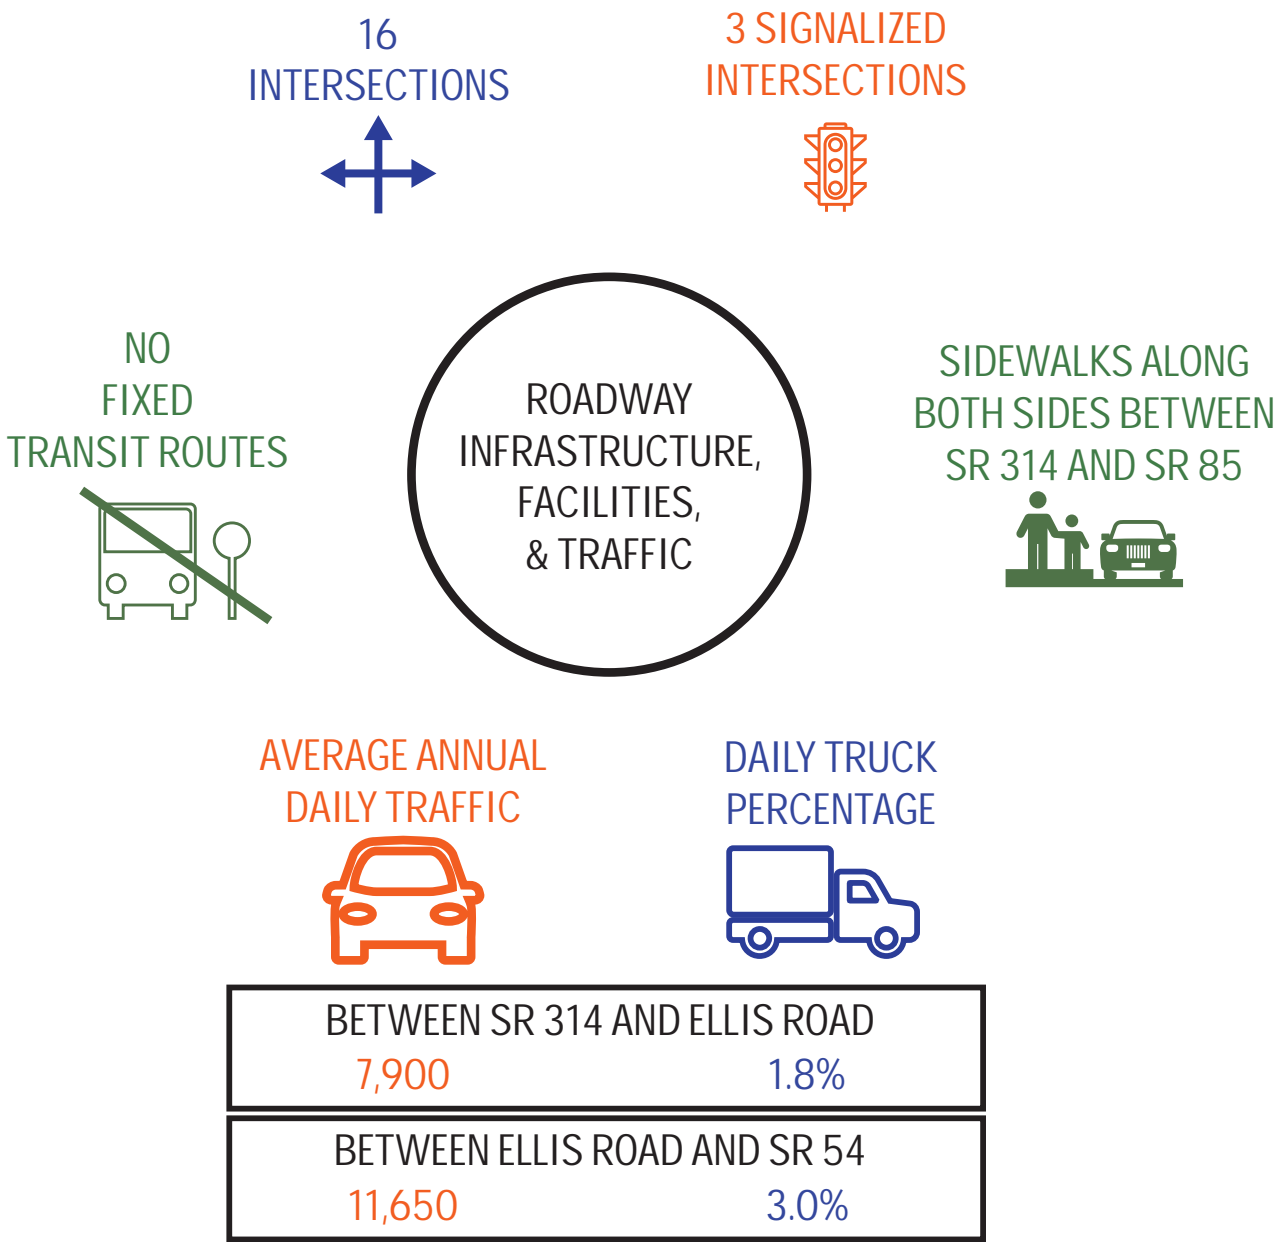 16
INTERSECTIONS
3 SIGNALIZED
INTERSECTIONS
NO
FIXED
TRANSIT ROUTES
ROADWAY
INFRASTRUCTURE,
FACILITIES,
& TRAFFIC
SIDEWALKS ALONG
BOTH SIDES BETWEEN
SR 314 AND SR 85
AVERAGE ANNUAL
DAILY TRAFFIC
DAILY TRUCK
PERCENTAGE
BETWEEN SR 314 AND ELLIS ROAD
7,900 1.8%
BETWEEN ELLIS ROAD AND SR 54
11,650 3.0%